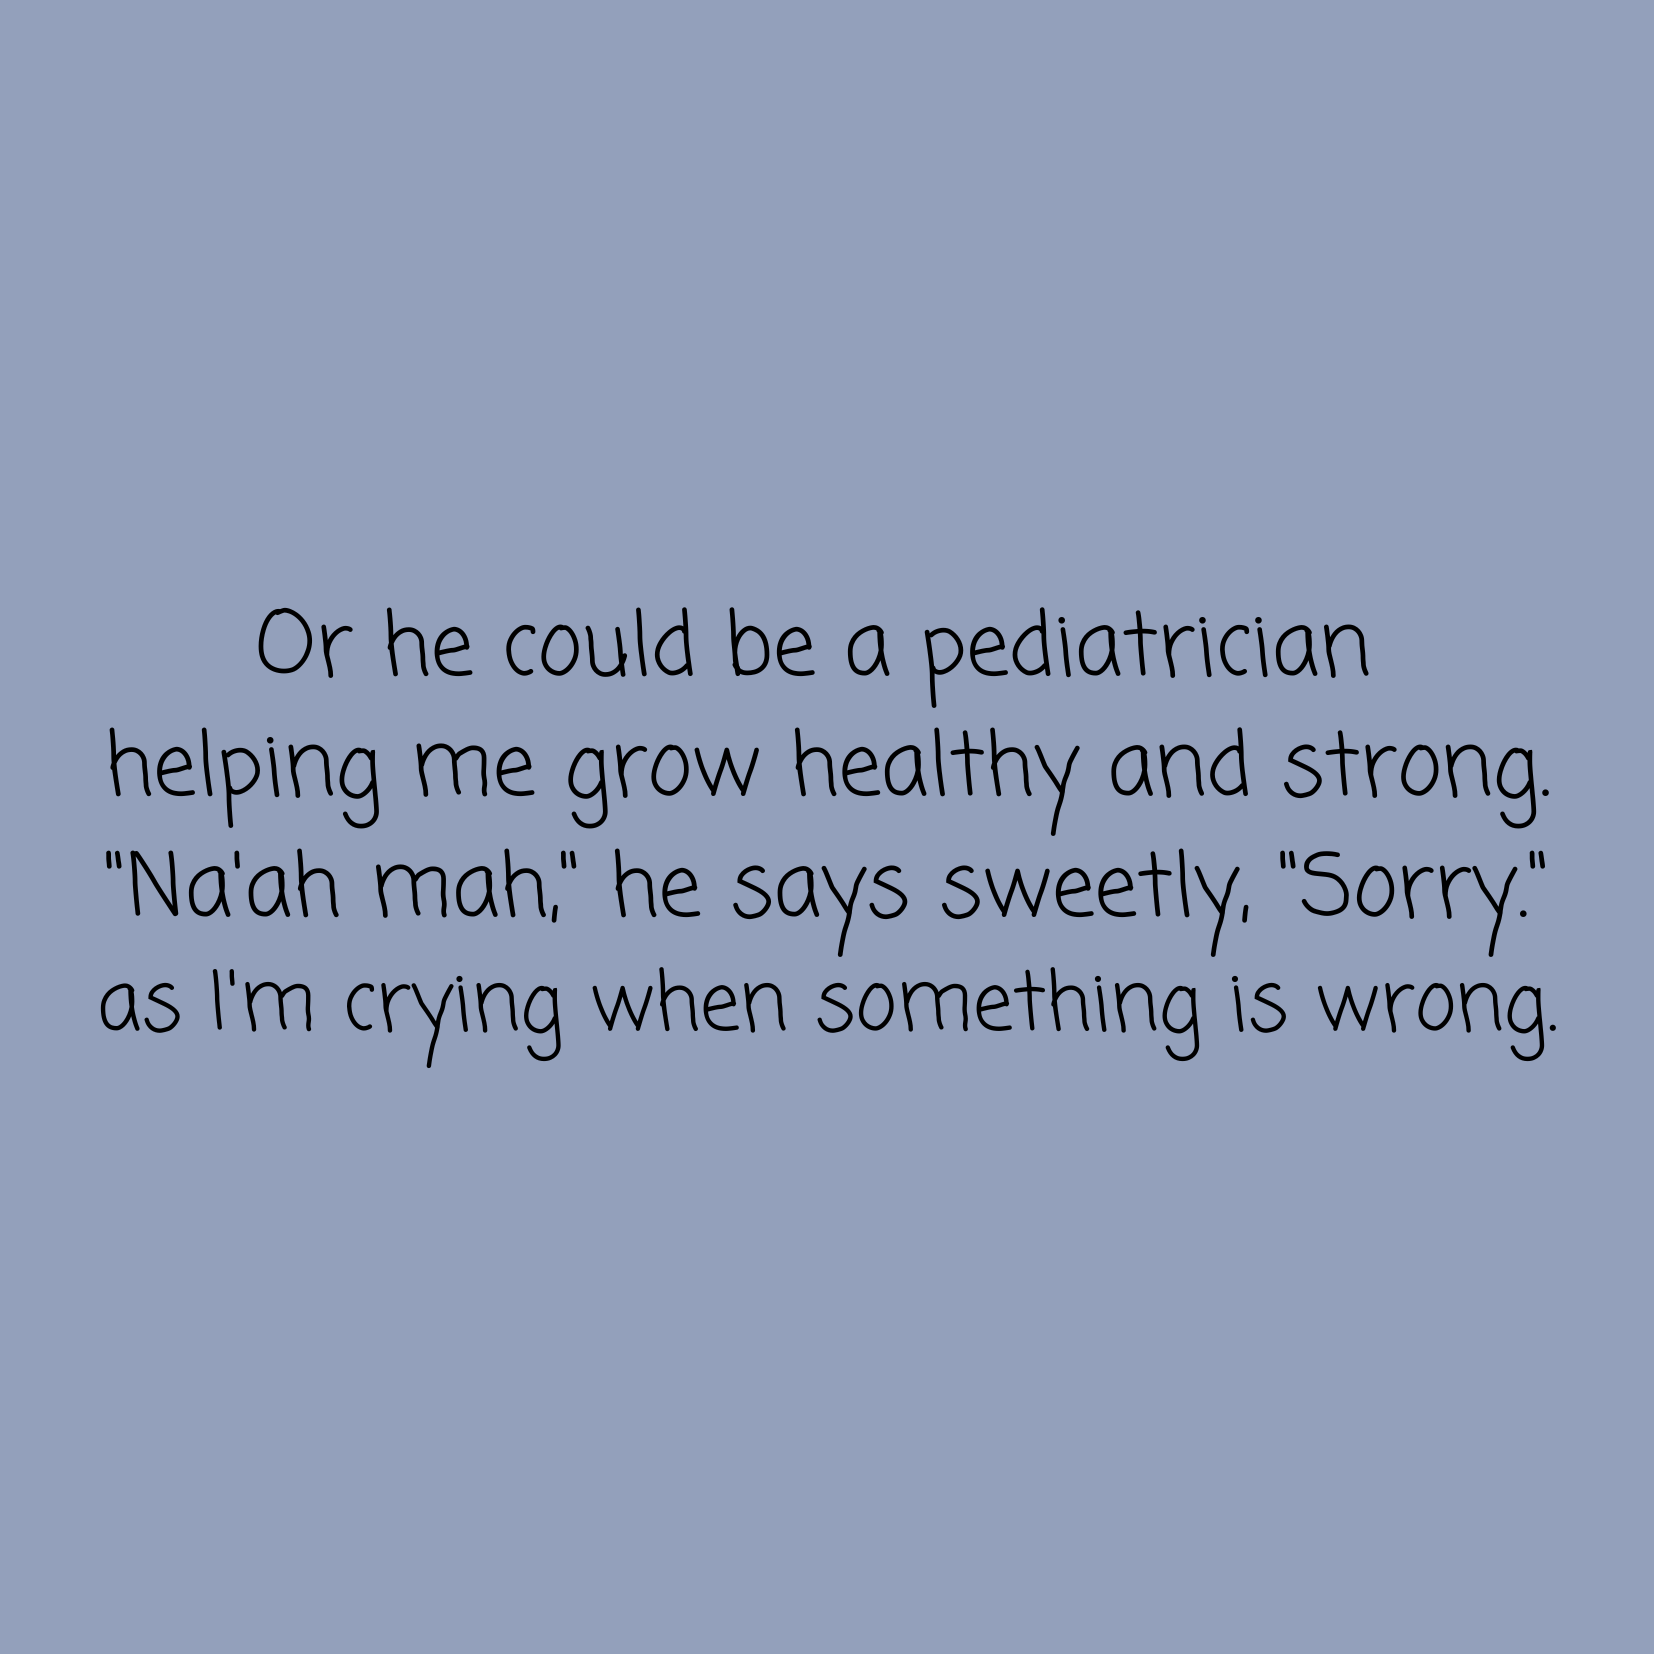 Or he could be a pediatrician
helping me grow healthy and strong.
"Na'ah mah," he says sweetly, "Sorry."
as I'm crying when something is wrong.